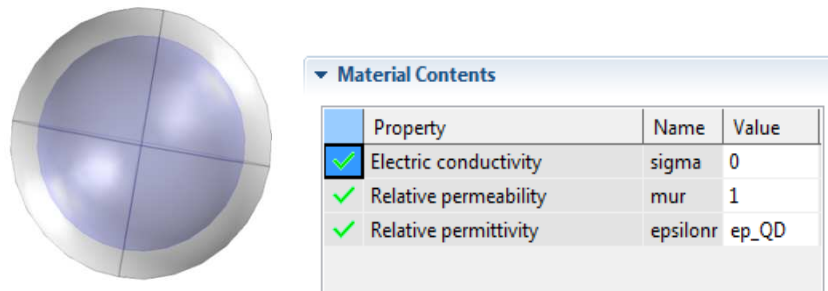 Material Contents
Property Name Value
Electric conductivity sigma 0
Relative permeability mur 1
Relative permittivity epsilonr ep_QD